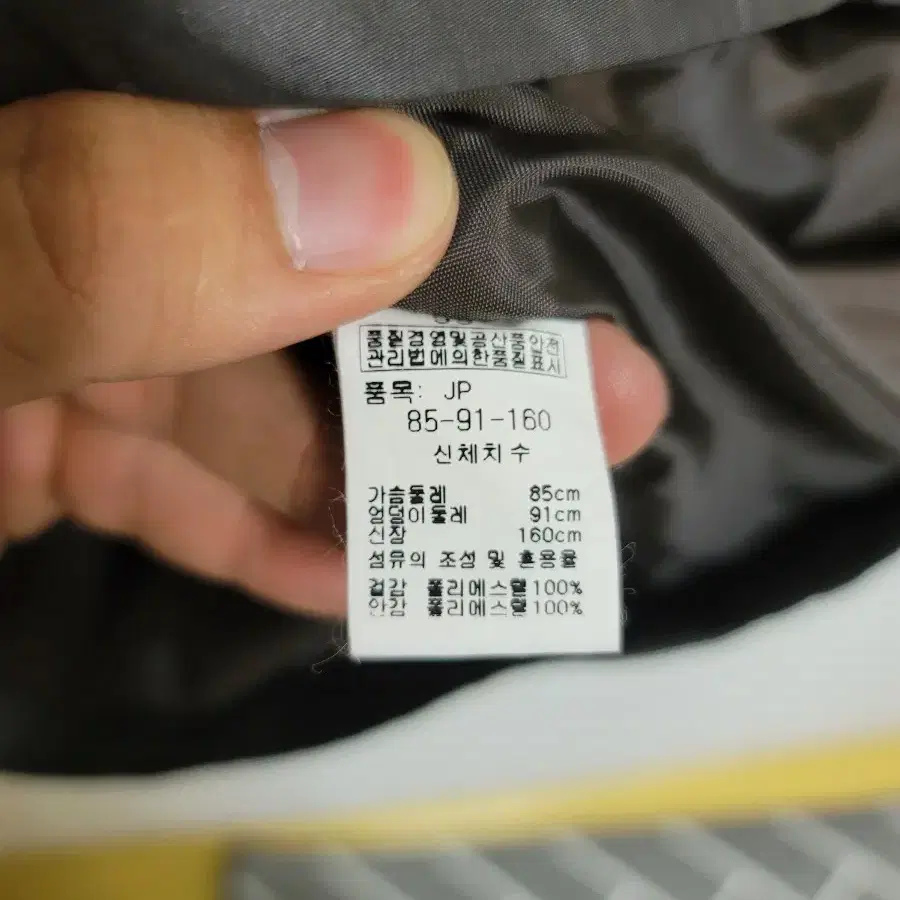 품질경영및공산품안전
관리법에의한품질표시
품목: JP
85-91-160
신체치수
가슴둘레 85cm
엉덩이둘레 91cm
신장 160cm
섬유의 조성 및 혼용율
겉감 폴리에스텔100%
안감 폴리에스텔100%